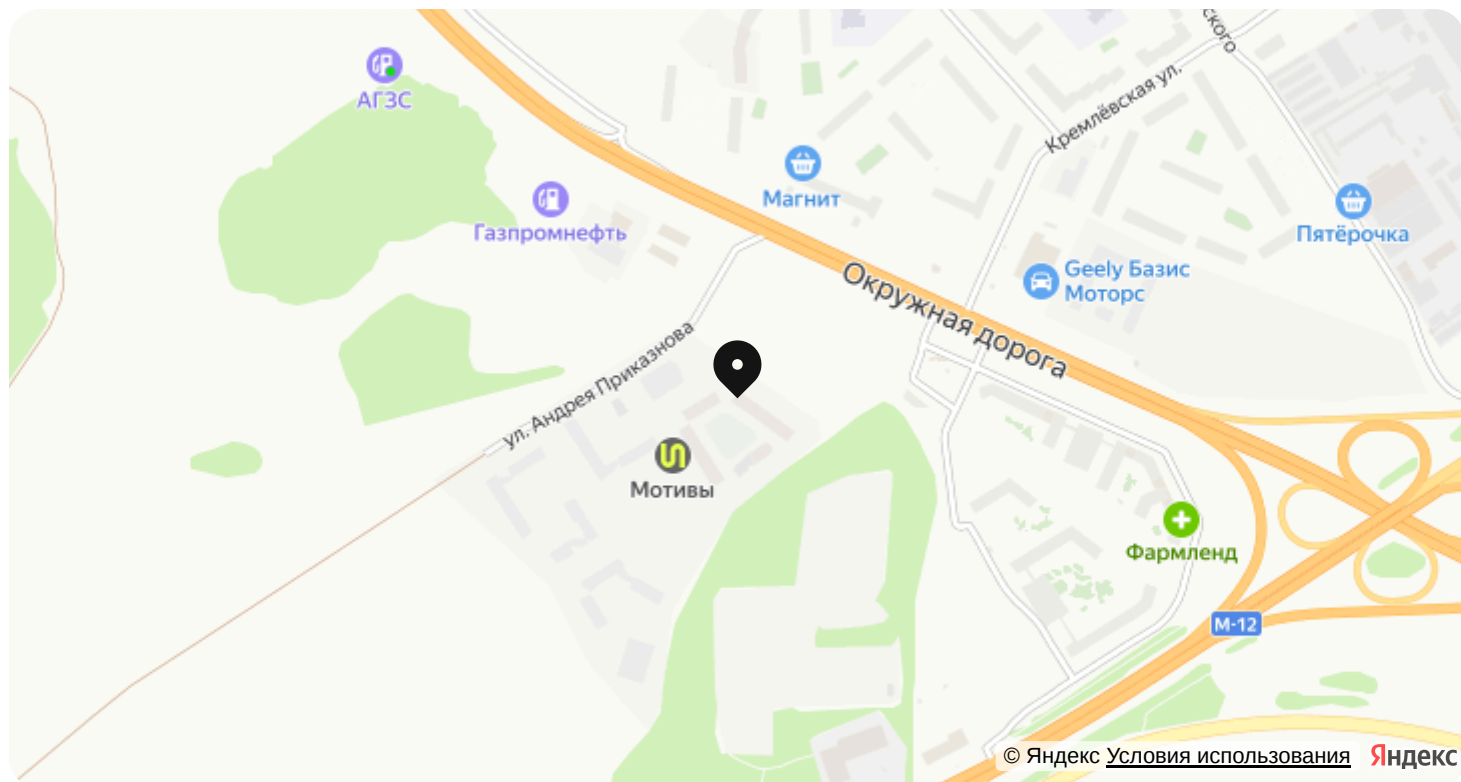 ского
АГЗС
Кремлёвская ул.
Магнит
Газпромнефть
Пятёрочка
Geely Базис
Моторс
Окружная дорога
ул. Андрея Приказнова
Мотивы
Фармленд
М-12
© Яндекс Условия использования Яндекс